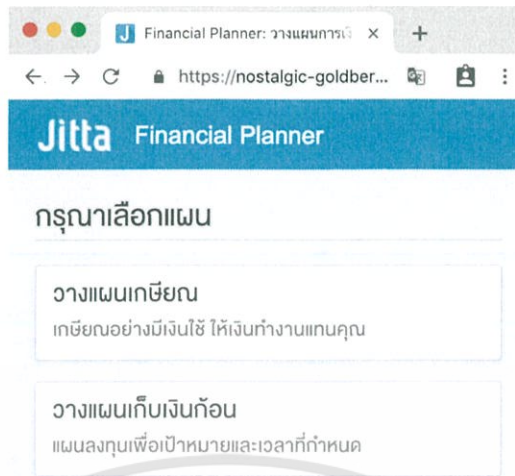 Financial Planner: วางแผนการเงิ
https://nostalgic-goldber...
Jitta Financial Planner
กรุณาเลือกแผน
วางแผนเกษียณ
เกษียณอย่างมีเงินใช้ ให้เงินทำงานแทนคุณ
วางแผนเก็บเงินก้อน
แผนลงทุนเพื่อเป้าหมายและเวลาที่กำหนด